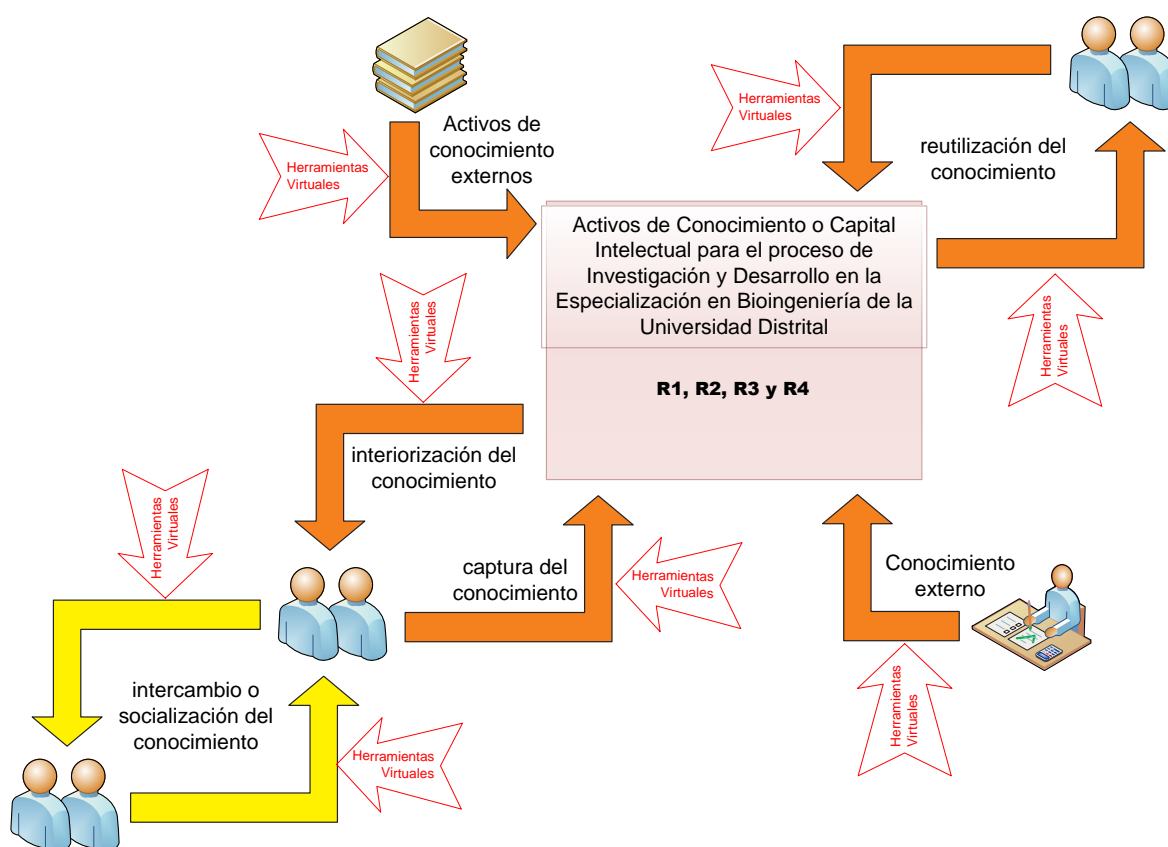 Activos de
conocimiento
externos
Herramientas
Virtuales
Herramientas
Virtuales
reutilización del
conocimiento
Activos de Conocimiento o Capital
Intelectual para el proceso de
Investigación y Desarrollo en la
Especialización en Bioingeniería de la
Universidad Distrital
R1, R2, R3 y R4
Herramientas
Virtuales
Herramientas
Virtuales
interiorización del
conocimiento
Herramientas
Virtuales
captura del
conocimiento
Herramientas
Virtuales
Conocimiento
externo
Herramientas
Virtuales
intercambio o
socialización del
conocimiento
Herramientas
Virtuales